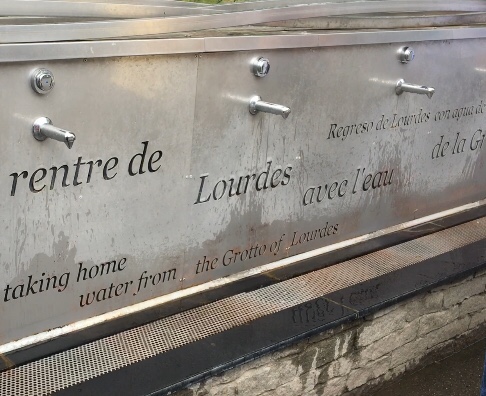 rentre de Lourdes avec l'eau
Regreso de Lourdes con agua de
de la
taking home
water from the Grotto of Lourdes